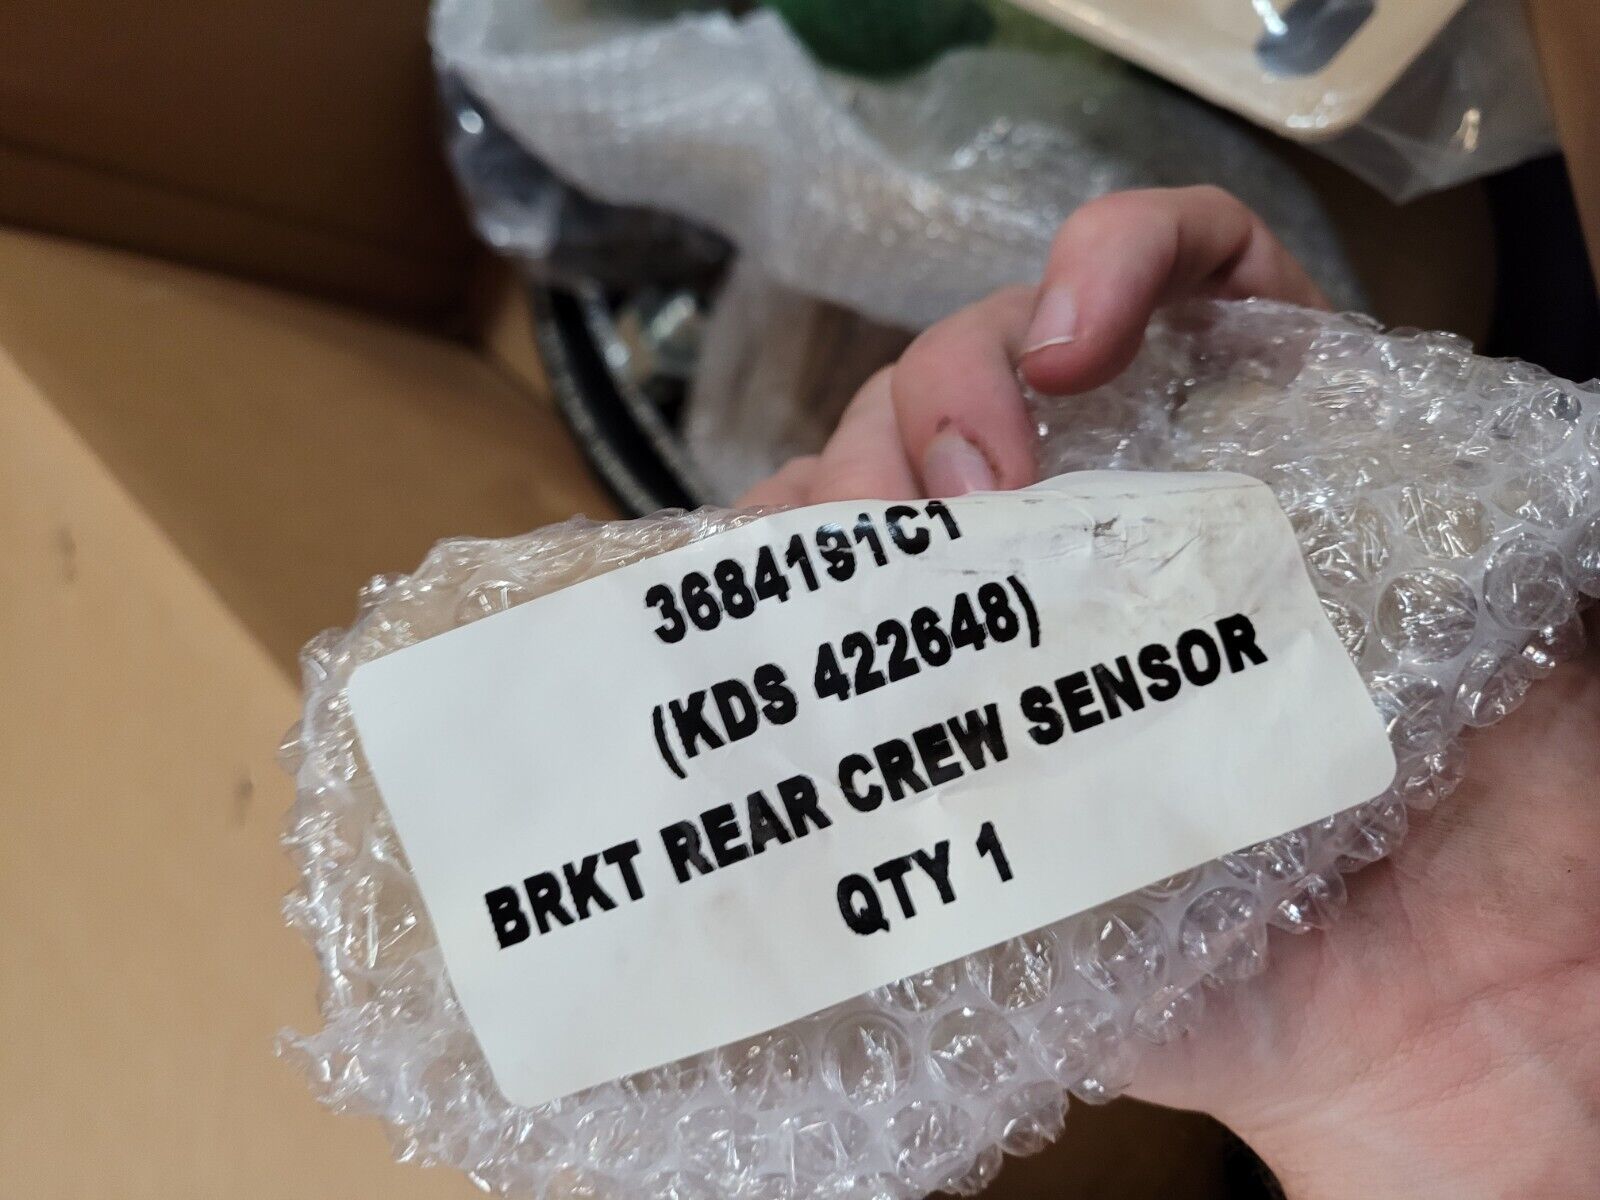 3684191C1
(KDS 422648)
BRKT REAR CREW SENSOR
QTY 1